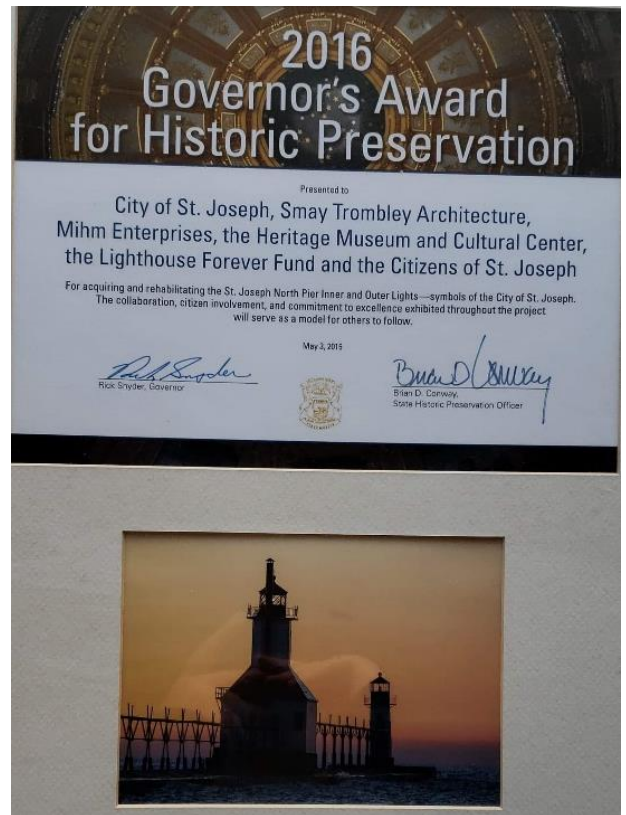 2016
Governor's Award
for Historic Preservation
Presented to
City of St. Joseph, Smay Trombley Architecture,
Mihm Enterprises, the Heritage Museum and Cultural Center,
the Lighthouse Forever Fund and the Citizens of St. Joseph
For acquiring and rehabilitating the St. Joseph North Pier Inner and Outer Lights—symbols of the City of St. Joseph.
The collaboration, citizen involvement, and commitment to excellence exhibited throughout the project
will serve as a model for others to follow.
May 3, 2016
Rick Snyder
Brian D Conway
Rick Snyder, Governor
Brian D. Conway,
State Historic Preservation Officer